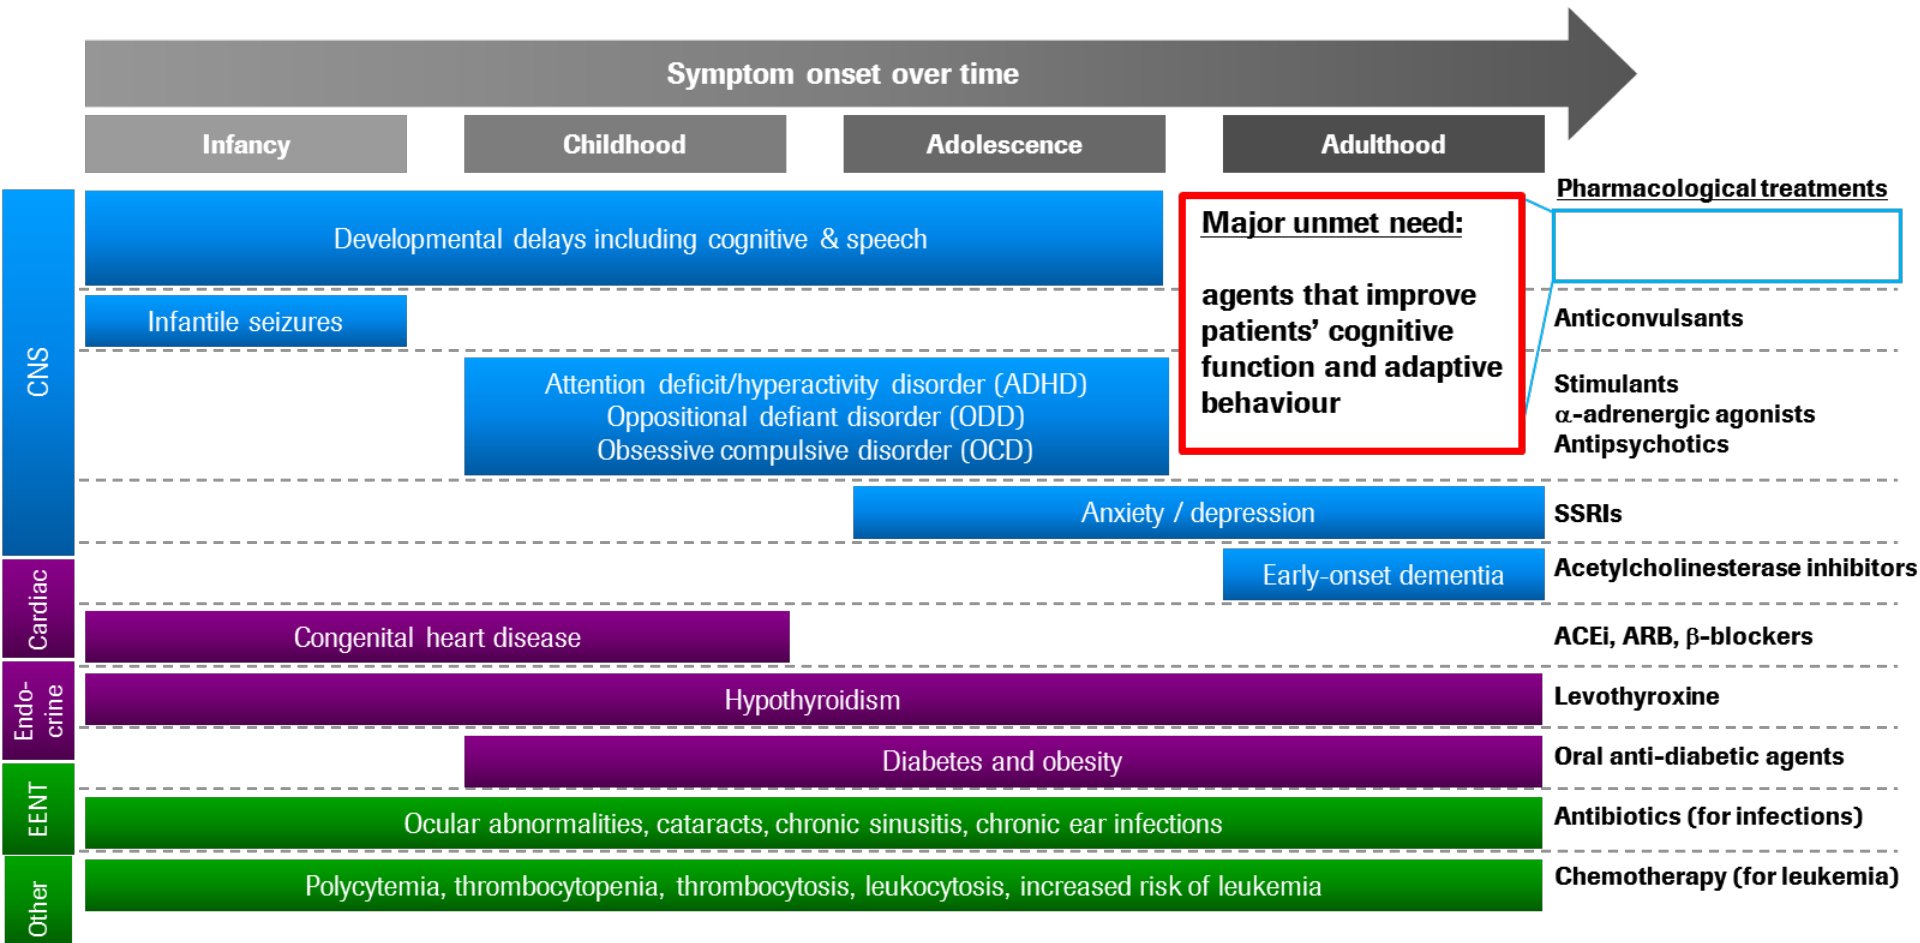 Symptom onset over time
Infancy
Childhood
Adolescence
Adulthood
Pharmacological treatments
CNS
Developmental delays including cognitive & speech
Major unmet need:
agents that improve
patients’ cognitive
function and adaptive
behaviour
Infantile seizures
Anticonvulsants
Attention deficit/hyperactivity disorder (ADHD)
Oppositional defiant disorder (ODD)
Obsessive compulsive disorder (OCD)
Stimulants
α-adrenergic agonists
Antipsychotics
Anxiety / depression
SSRIs
Early-onset dementia
Acetylcholinesterase inhibitors
Cardiac
Congenital heart disease
ACEi, ARB, β-blockers
Endo-
crine
Hypothyroidism
Levothyroxine
Diabetes and obesity
Oral anti-diabetic agents
EENT
Ocular abnormalities, cataracts, chronic sinusitis, chronic ear infections
Antibiotics (for infections)
Other
Polycytemia, thrombocytopenia, thrombocytosis, leukocytosis, increased risk of leukemia
Chemotherapy (for leukemia)